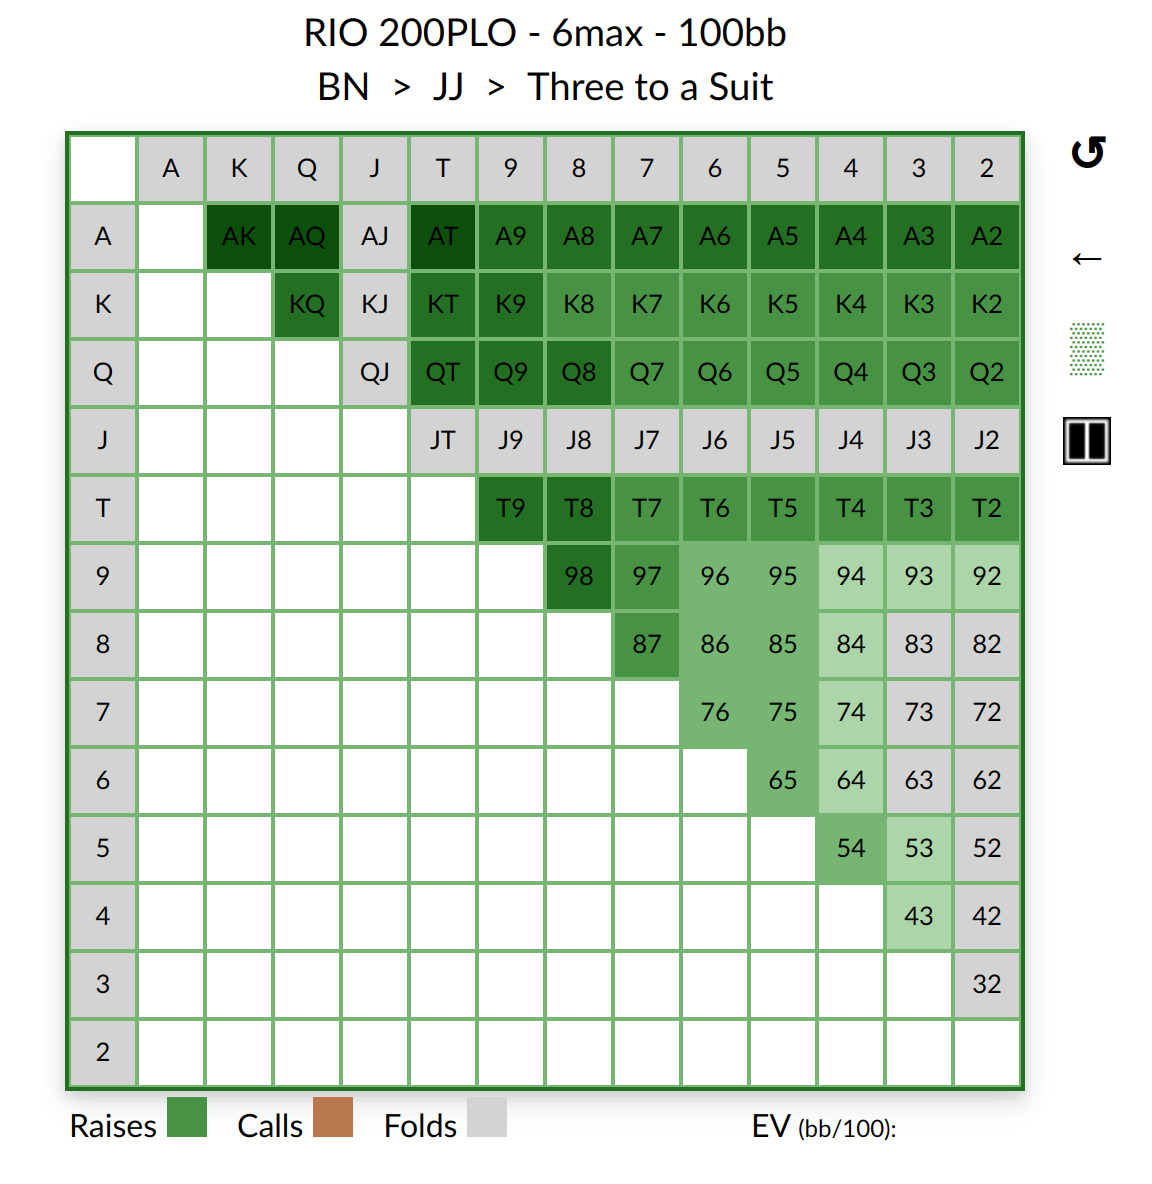 RIO 200PLO - 6max - 100bb
BN > JJ > Three to a Suit
A K Q J T 9 8 7 6 5 4 3 2
A AK AQ AJ AT A9 A8 A7 A6 A5 A4 A3 A2
K KQ KJ KT K9 K8 K7 K6 K5 K4 K3 K2
Q QJ QT Q9 Q8 Q7 Q6 Q5 Q4 Q3 Q2
J JT J9 J8 J7 J6 J5 J4 J3 J2
T T9 T8 T7 T6 T5 T4 T3 T2
9 98 97 96 95 94 93 92
8 87 86 85 84 83 82
7 76 75 74 73 72
6 65 64 63 62
5 54 53 52
4 43 42
3 32
2
Raises Calls Folds EV (bb/100):